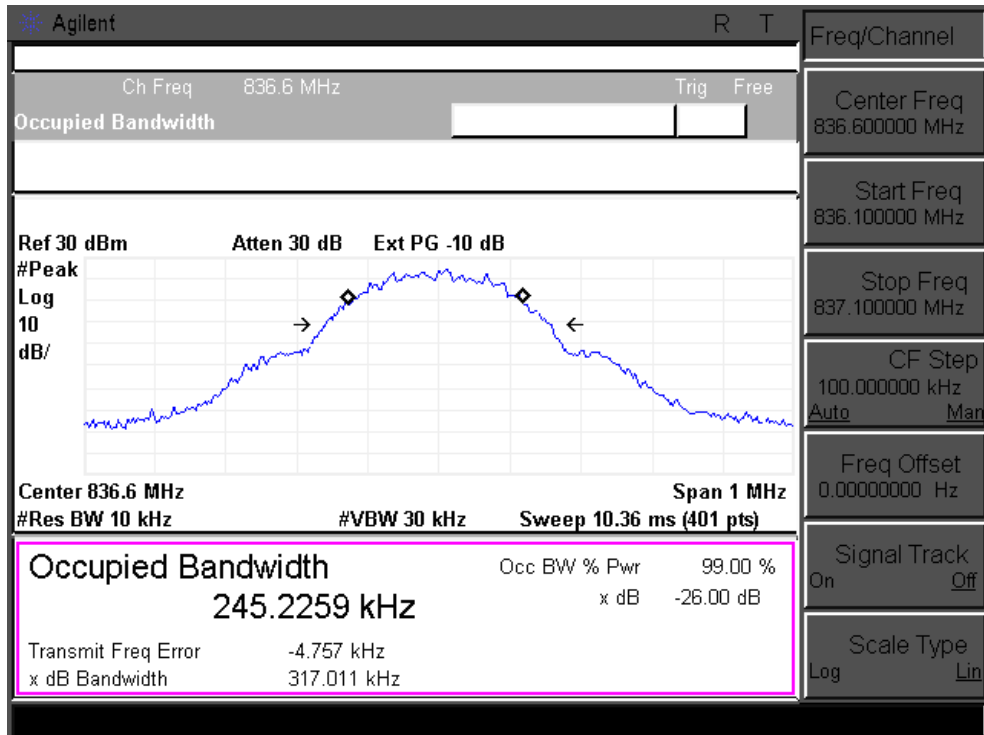 Agilent R T
Ch Freq 836.6 MHz Trig Free
Occupied Bandwidth
Ref 30 dBm Atten 30 dB Ext PG -10 dB
#Peak
Log
10
dB/
Center 836.6 MHz Span 1 MHz
#Res BW 10 kHz #VBW 30 kHz Sweep 10.36 ms (401 pts)
Occupied Bandwidth Occ BW % Pwr 99.00 %
245.2259 kHz x dB -26.00 dB
Transmit Freq Error -4.757 kHz
x dB Bandwidth 317.011 kHz
Freq/Channel
Center Freq
836.600000 MHz
Start Freq
836.100000 MHz
Stop Freq
837.100000 MHz
CF Step
100.000000 kHz
Auto Man
Freq Offset
0.00000000 Hz
Signal Track
On Off
Scale Type
Log Lin